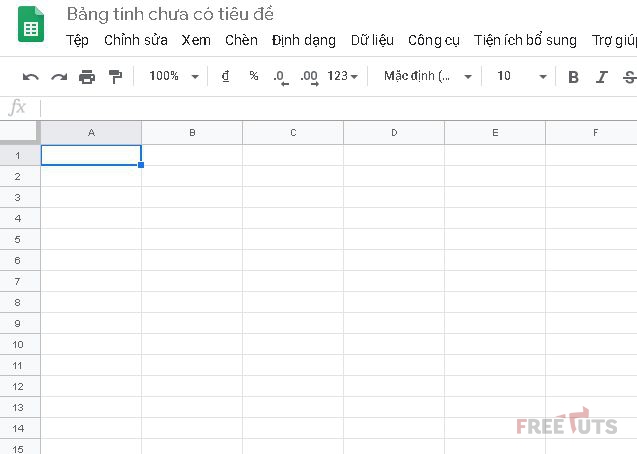 Bảng tính chưa có tiêu đề
Tệp Chỉnh sửa Xem Chèn Định dạng Dữ liệu Công cụ Tiện ích bổ sung Trợ giúp
100% ₫ % .0 .00 123 Mặc định (... 10 B I S
fx
A B C D E F
1
2
3
4
5
6
7
8
9
10
11
12
13
14
15
FREETUTS